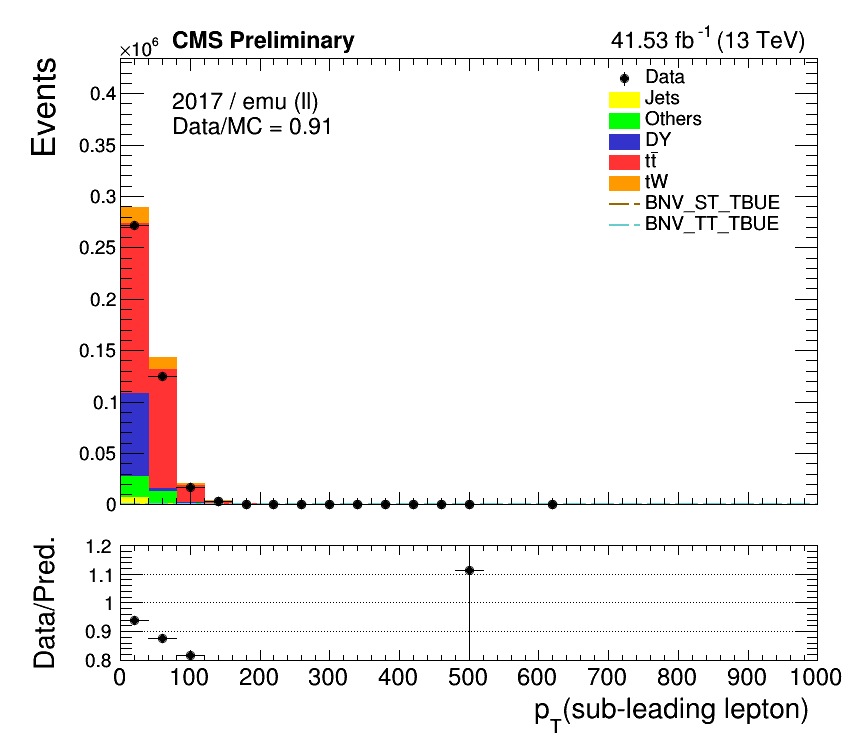 ×10⁶ CMS Preliminary 41.53 fb⁻¹ (13 TeV)
Events
0.4
0.35
0.3
0.25
0.2
0.15
0.1
0.05
0
2017 / emu (ll)
Data/MC = 0.91
Data
Jets
Others
DY
tt̄
tW
BNV_ST_TBUE
BNV_TT_TBUE
Data/Pred.
1.2
1.1
1
0.9
0.8
0 100 200 300 400 500 600 700 800 900 1000
p_T(sub-leading lepton)